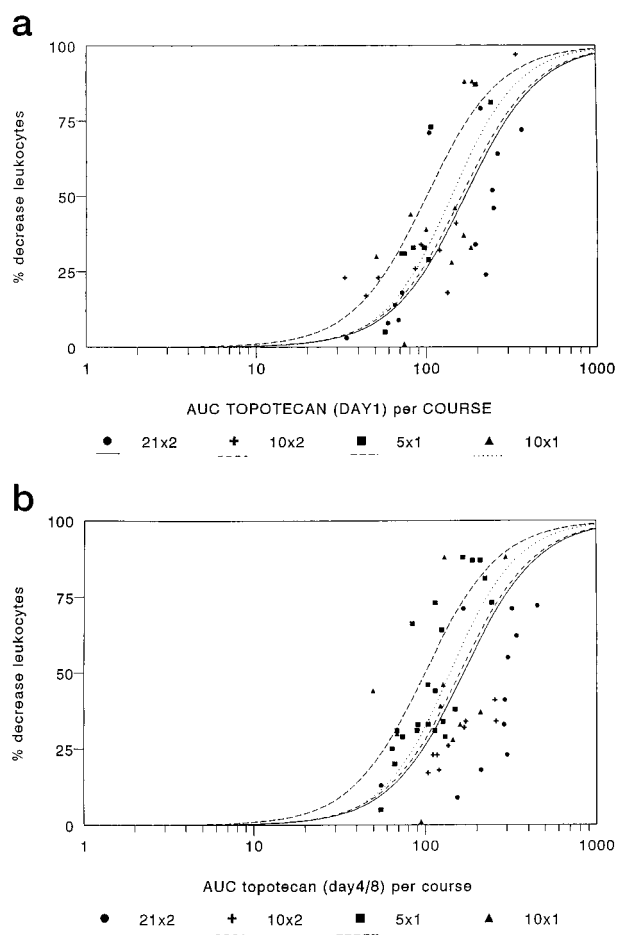 a
% decrease leukocytes
100
75
50
25
0
1 10 100 1000
AUC TOPOTECAN (DAY1) per COURSE
21x2 10x2 5x1 10x1
b
% decrease leukocytes
100
75
50
25
0
1 10 100 1000
AUC topotecan (day4/8) per course
21x2 10x2 5x1 10x1